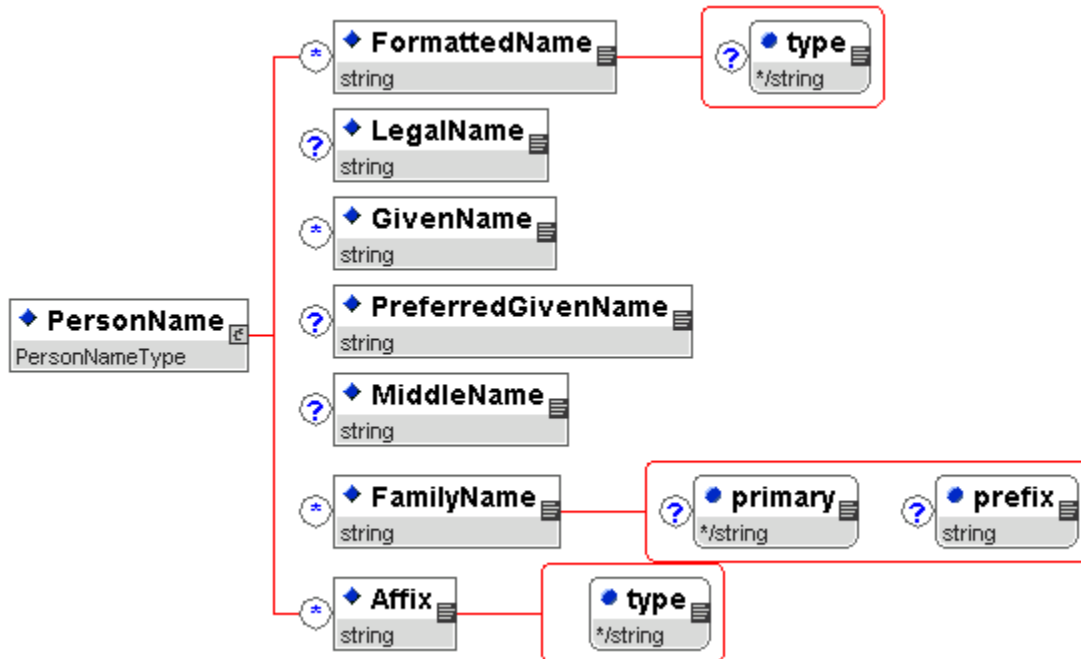 * FormattedName
string
? type
*/string
? LegalName
string
* GivenName
string
PersonName
PersonNameType
? PreferredGivenName
string
? MiddleName
string
* FamilyName
string
? primary
*/string
? prefix
string
* Affix
string
type
*/string